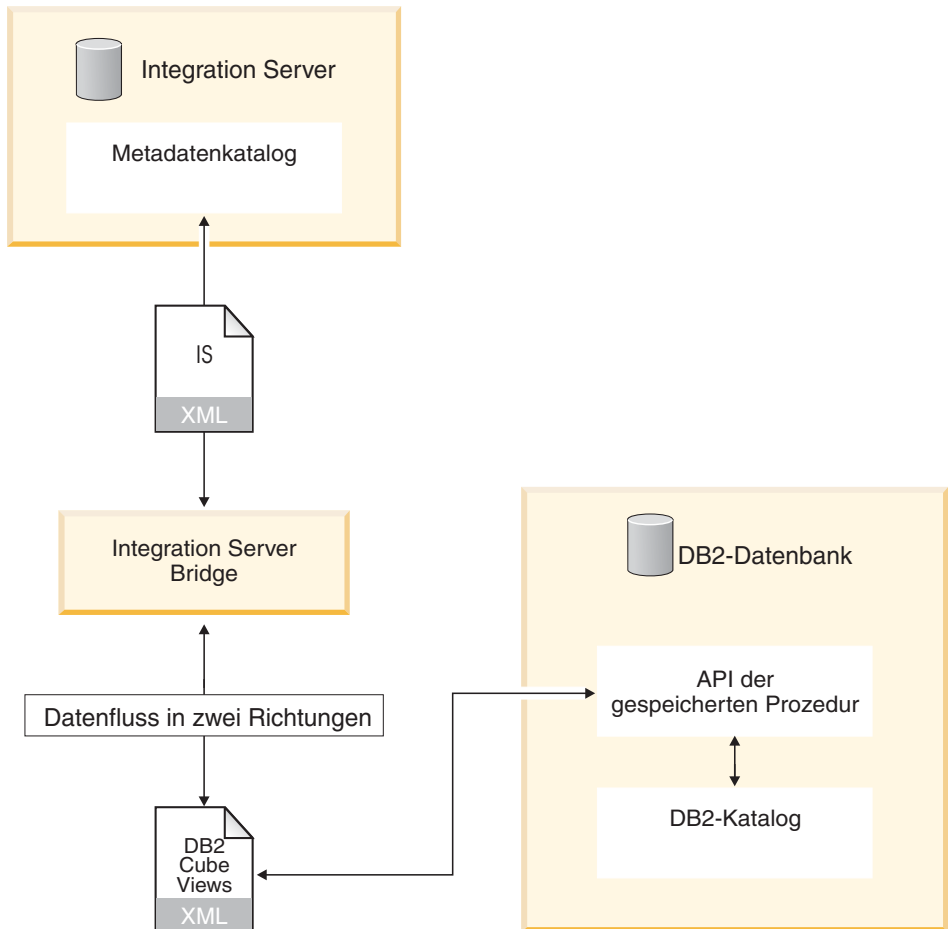 Integration Server
Metadatenkatalog
IS
XML
Integration Server
Bridge
Datenfluss in zwei Richtungen
DB2
Cube
Views
XML
DB2-Datenbank
API der
gespeicherten Prozedur
DB2-Katalog